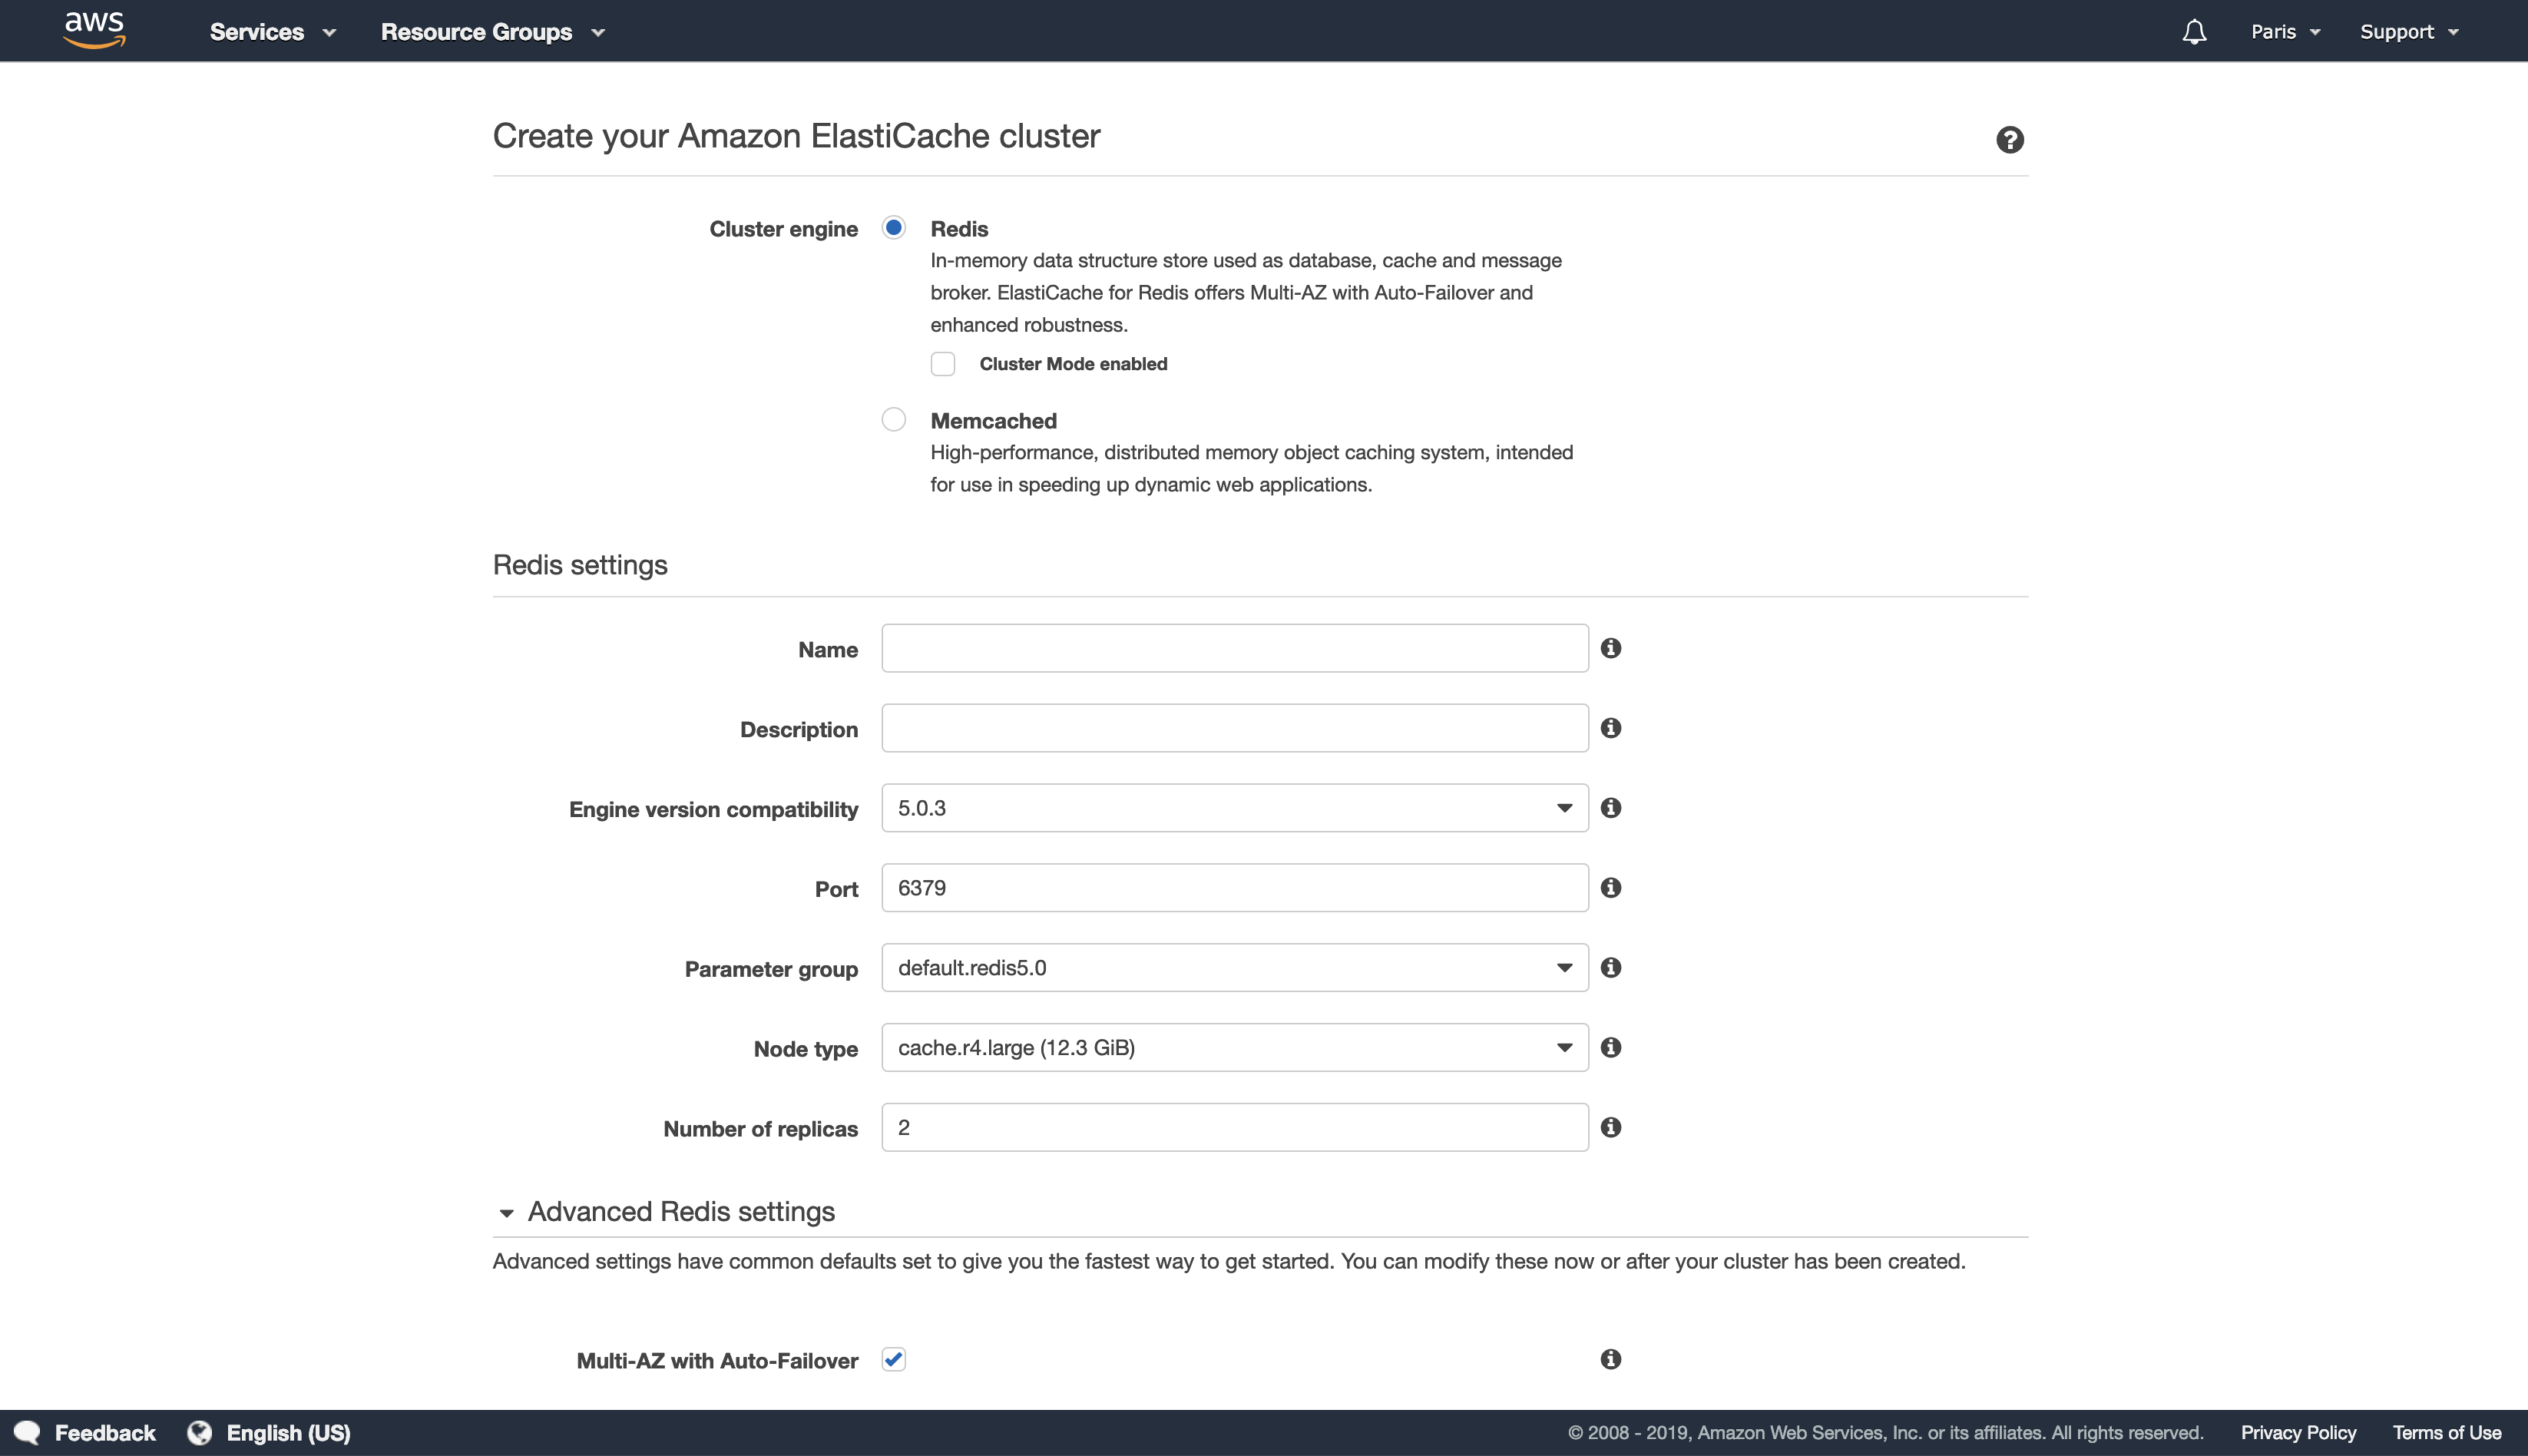 aws Services Resource Groups Paris Support
Create your Amazon ElastiCache cluster
Cluster engine
Redis
In-memory data structure store used as database, cache and message
broker. ElastiCache for Redis offers Multi-AZ with Auto-Failover and
enhanced robustness.
Cluster Mode enabled
Memcached
High-performance, distributed memory object caching system, intended
for use in speeding up dynamic web applications.
Redis settings
Name
Description
Engine version compatibility 5.0.3
Port 6379
Parameter group default.redis5.0
Node type cache.r4.large (12.3 GiB)
Number of replicas 2
Advanced Redis settings
Advanced settings have common defaults set to give you the fastest way to get started. You can modify these now or after your cluster has been created.
Multi-AZ with Auto-Failover
Feedback English (US) © 2008 - 2019, Amazon Web Services, Inc. or its affiliates. All rights reserved. Privacy Policy Terms of Use